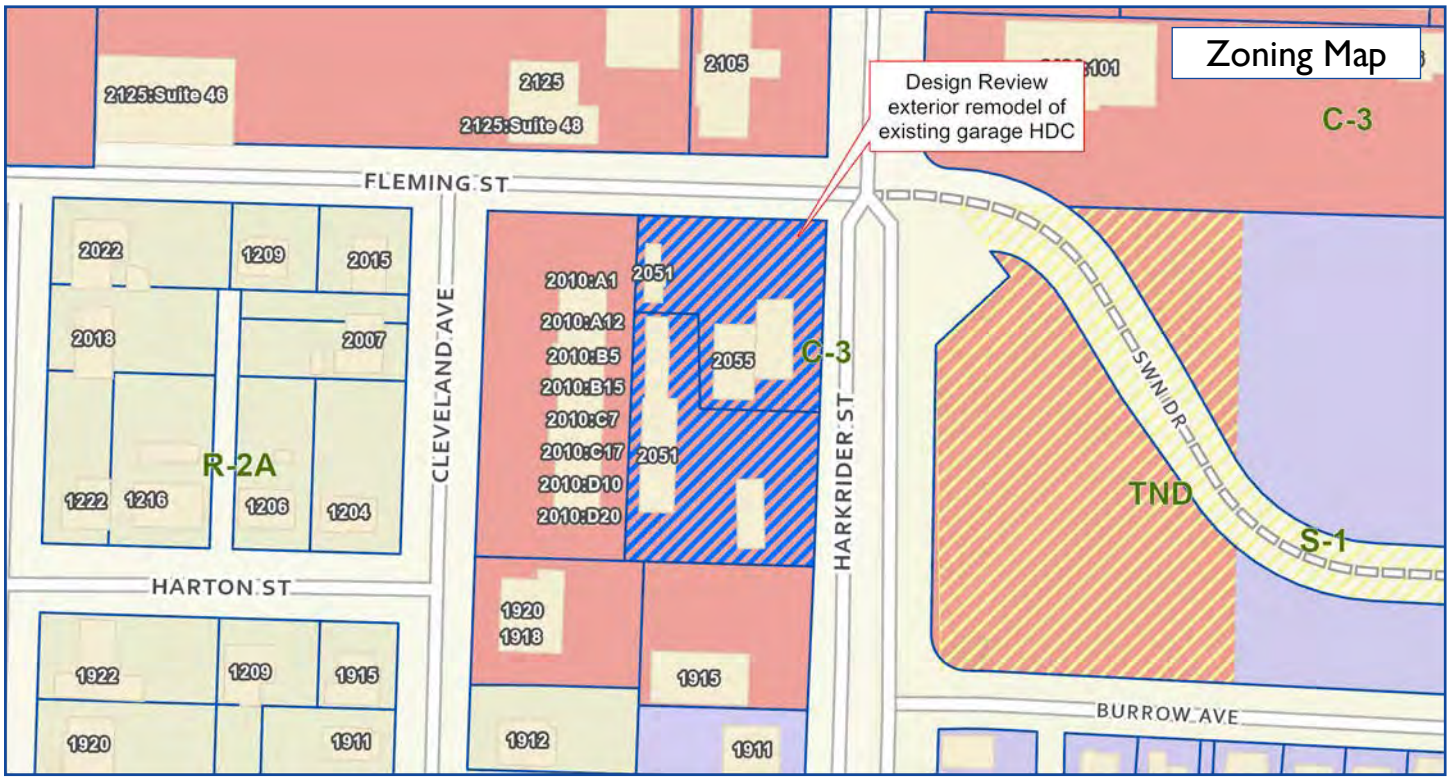 Zoning Map
2125:Suite 46
2125
2125:Suite 48
2105
101
Design Review
exterior remodel of
existing garage HDC
C-3
FLEMING ST
2022
1209
2015
2018
2007
R-2A
1222
1216
1206
1204
CLEVELAND AVE
2010:A1
2010:A12
2010:B5
2010:B15
2010:C7
2010:C17
2010:D10
2010:D20
2051
2055
C-3
2051
HARKRIDER ST
SWN DR
TND
S-1
HARTON ST
1920
1918
1915
1922
1209
1915
1920
1911
1912
1911
BURROW AVE